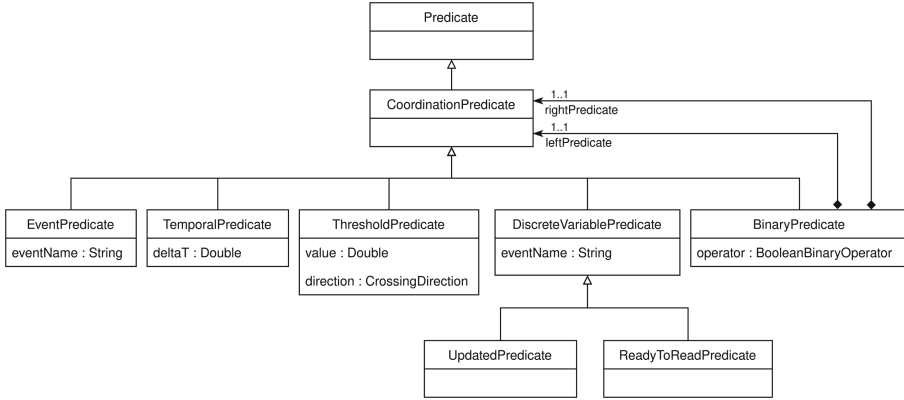 Predicate
CoordinationPredicate
1..1
rightPredicate
1..1
leftPredicate
EventPredicate
eventName : String
TemporalPredicate
deltaT : Double
ThresholdPredicate
value : Double
direction : CrossingDirection
DiscreteVariablePredicate
eventName : String
BinaryPredicate
operator : BooleanBinaryOperator
UpdatedPredicate
ReadyToReadPredicate